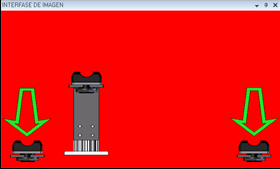 INTERFASE DE IMAGEN